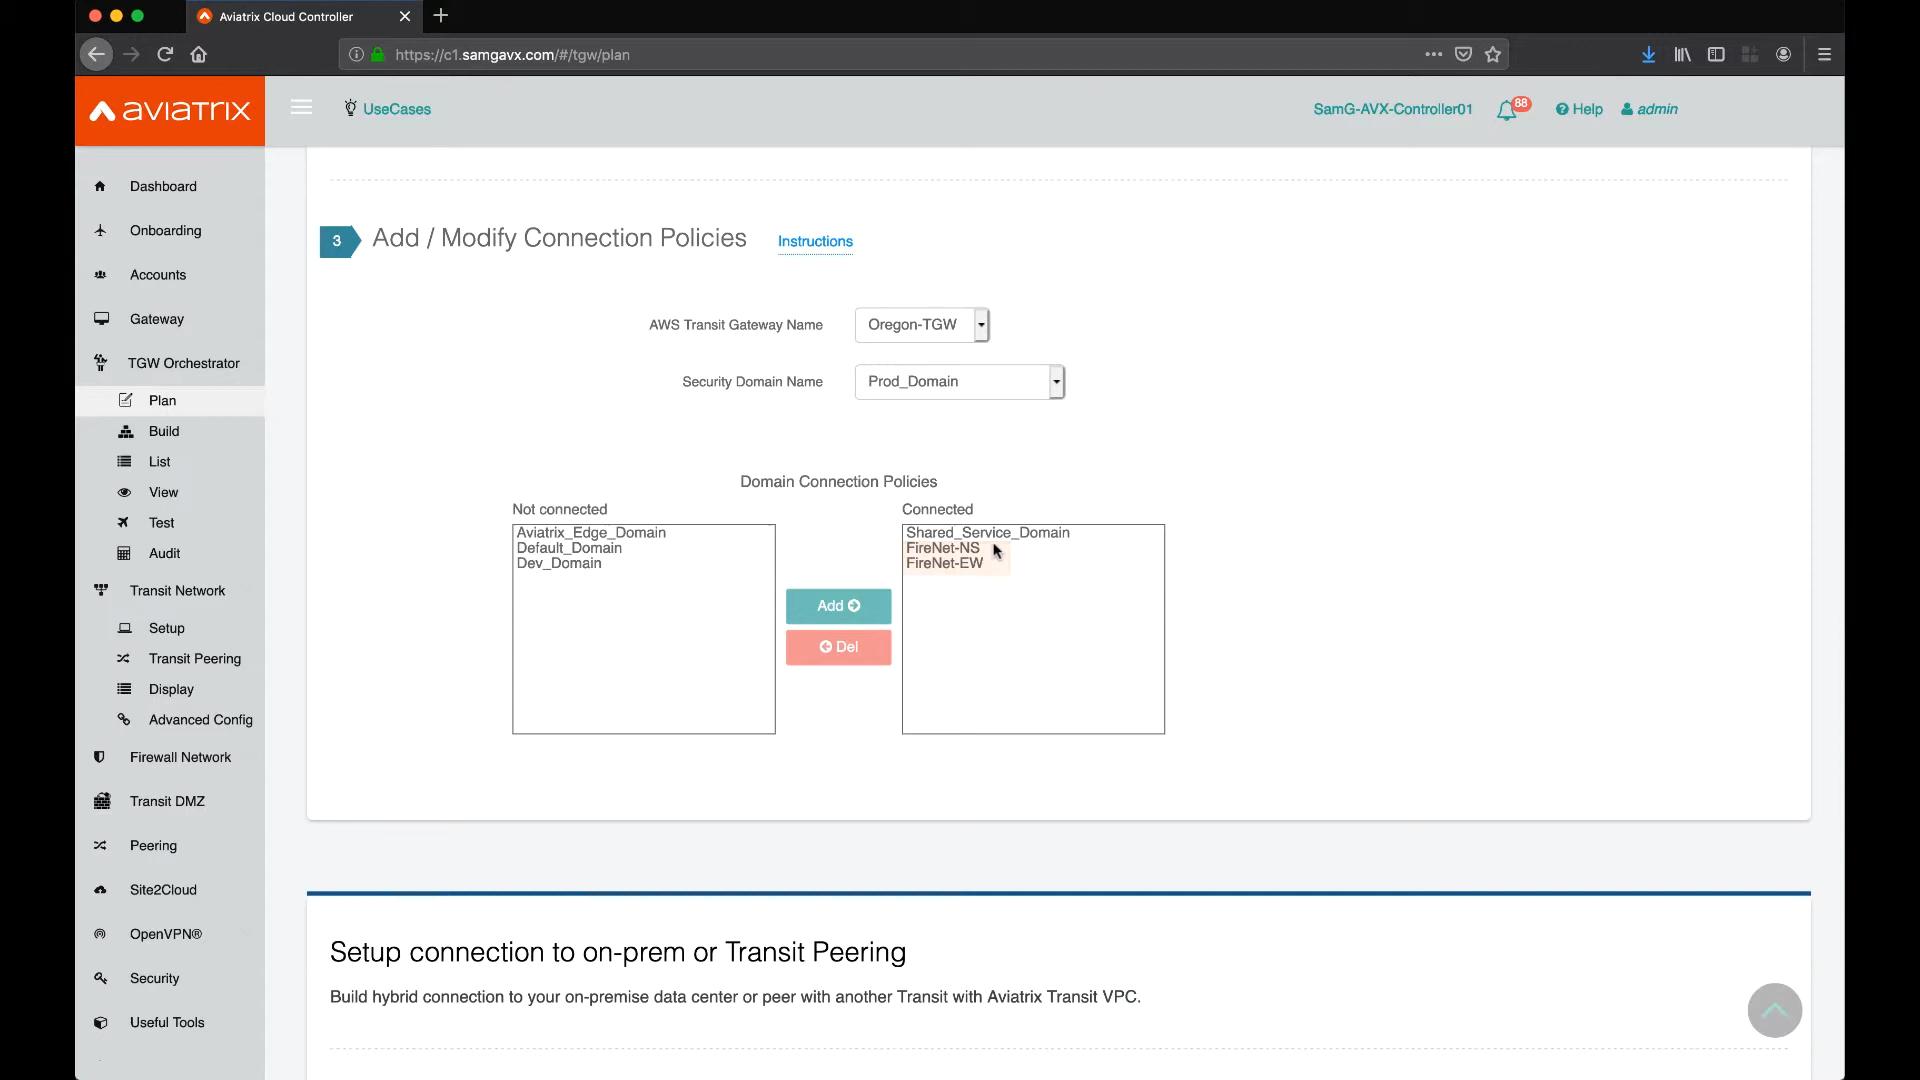 Aviatrix Cloud Controller
https://c1.samgavx.com/#/tgw/plan
aviatrix
UseCases
SamG-AVX-Controller01
88
Help
admin
Dashboard
Onboarding
Accounts
Gateway
TGW Orchestrator
Plan
Build
List
View
Test
Audit
Transit Network
Setup
Transit Peering
Display
Advanced Config
Firewall Network
Transit DMZ
Peering
Site2Cloud
OpenVPN®
Security
Useful Tools
3 Add / Modify Connection Policies Instructions
AWS Transit Gateway Name Oregon-TGW
Security Domain Name Prod_Domain
Domain Connection Policies
Not connected
Aviatrix_Edge_Domain
Default_Domain
Dev_Domain
Add
Del
Connected
Shared_Service_Domain
FireNet-NS
FireNet-EW
Setup connection to on-prem or Transit Peering
Build hybrid connection to your on-premise data center or peer with another Transit with Aviatrix Transit VPC.